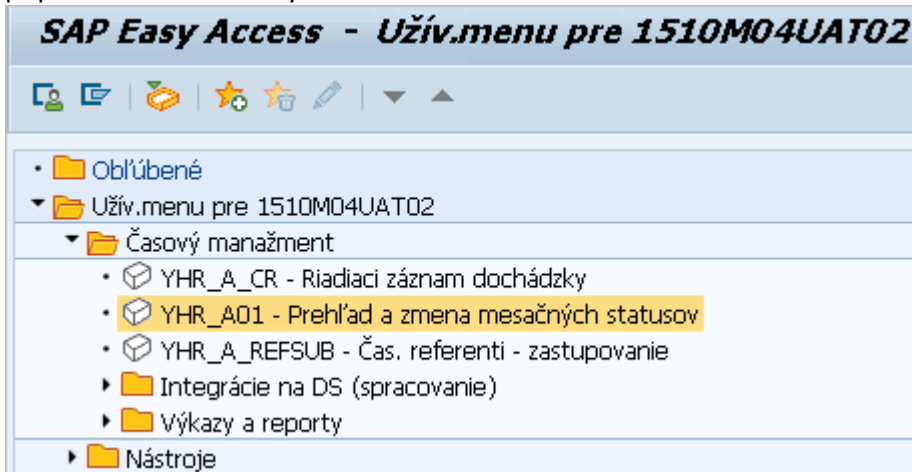 SAP Easy Access - Užív.menu pre 1510M04UAT02
Obľúbené
Užív.menu pre 1510M04UAT02
Časový manažment
YHR_A_CR - Riadiaci záznam dochádzky
YHR_A01 - Prehľad a zmena mesačných statusov
YHR_A_REFSUB - Čas. referenti - zastupovanie
Integrácie na DS (spracovanie)
Výkazy a reporty
Nástroje